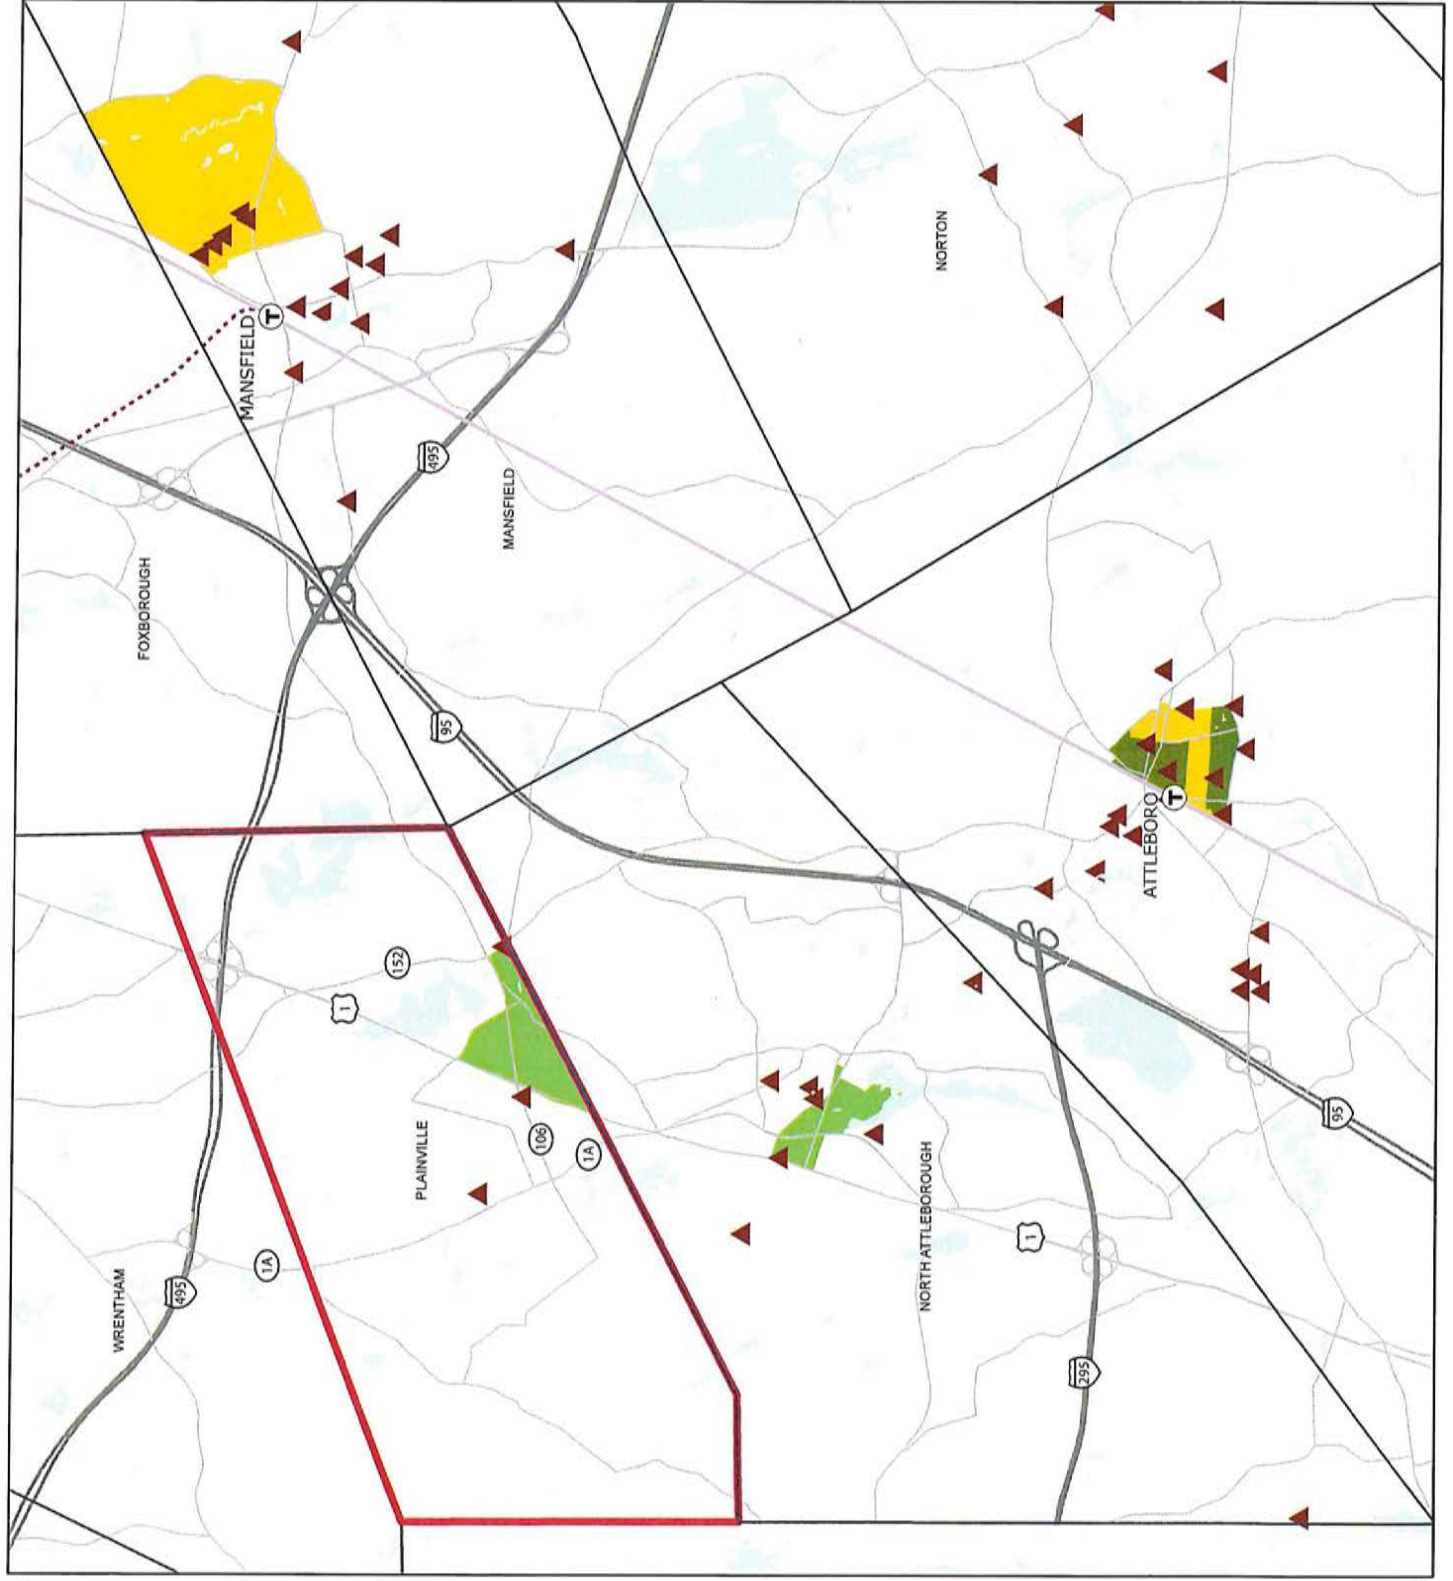 MANSFIELD
T
495
MANSFIELD
NORTON
FOXBOROUGH
95
152
1
PLAINVILLE
106
1A
1A
495
WRENTHAM
ATTLEBORO
T
NORTH ATTLEBOROUGH
1
95
295